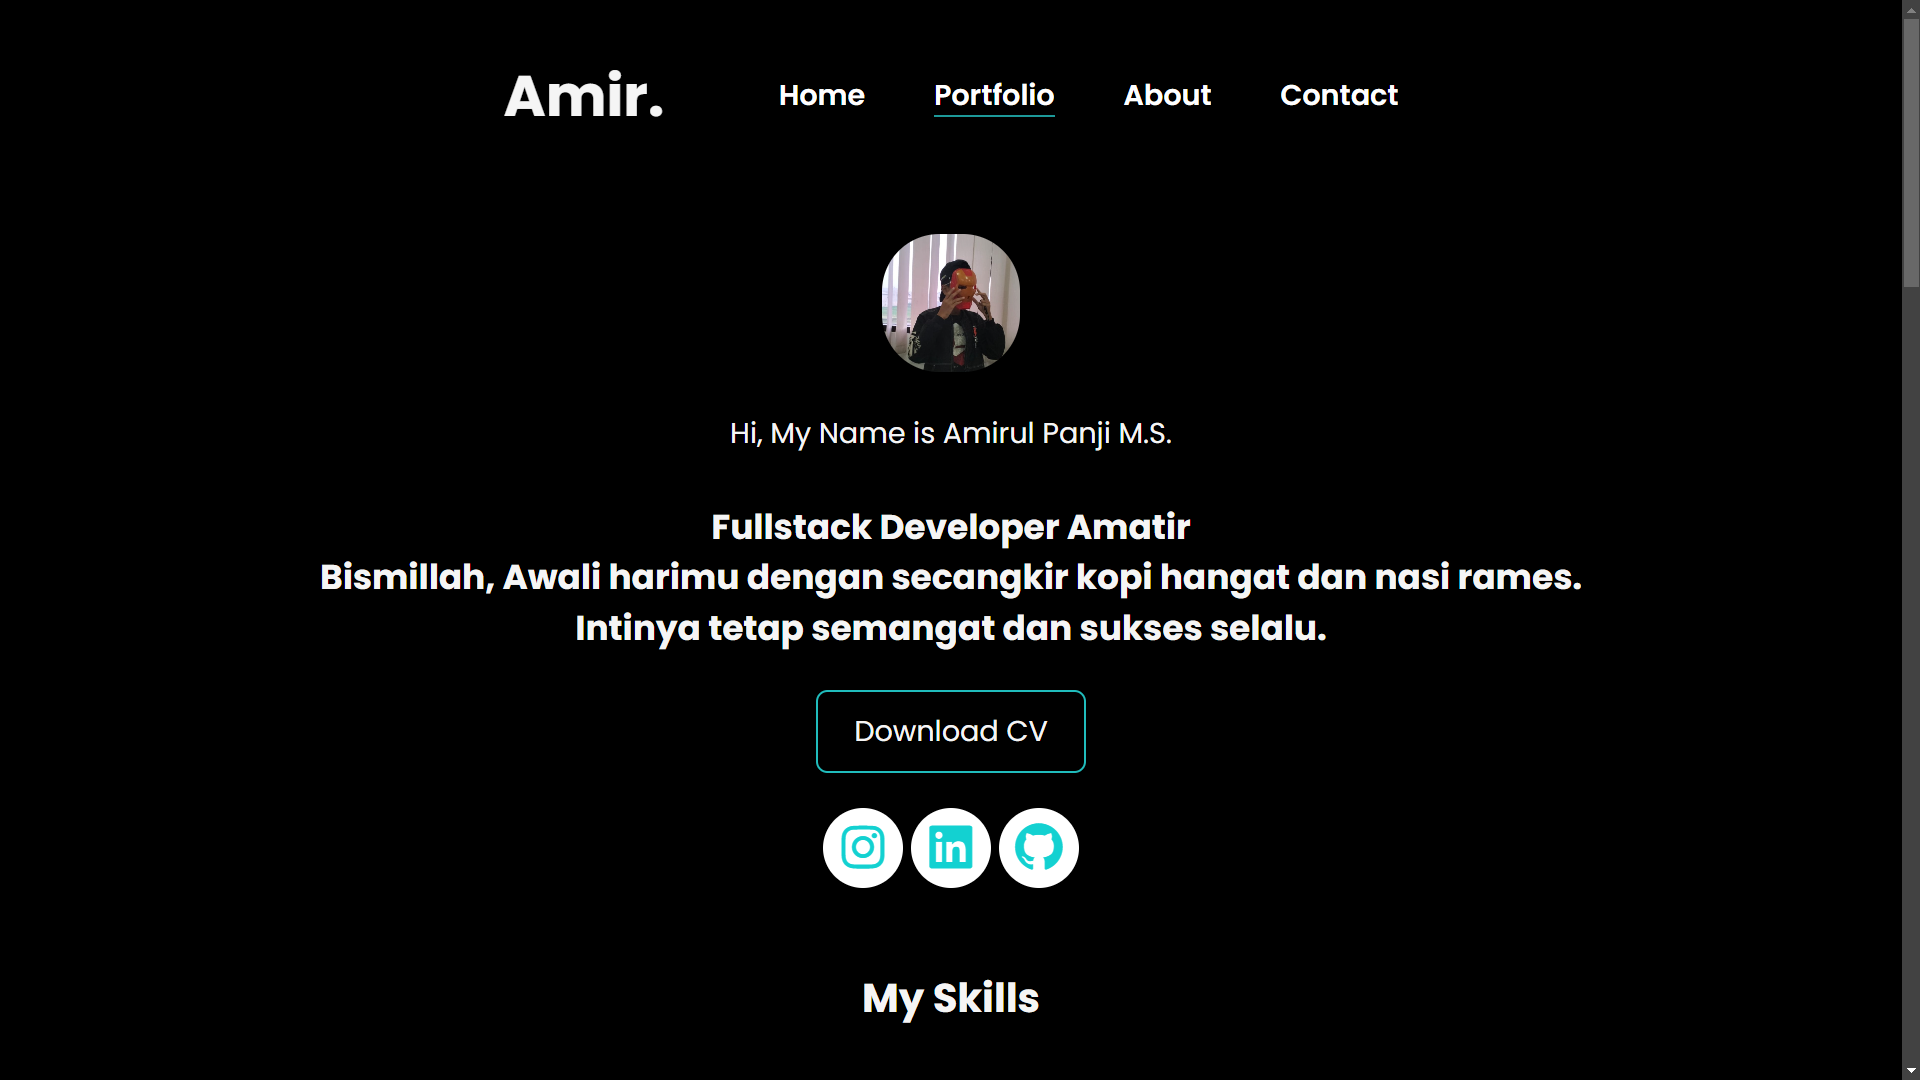 Amir.
Home Portfolio About Contact
Hi, My Name is Amirul Panji M.S.
Fullstack Developer Amatir
Bismillah, Awali harimu dengan secangkir kopi hangat dan nasi rames.
Intinya tetap semangat dan sukses selalu.
Download CV
in
My Skills